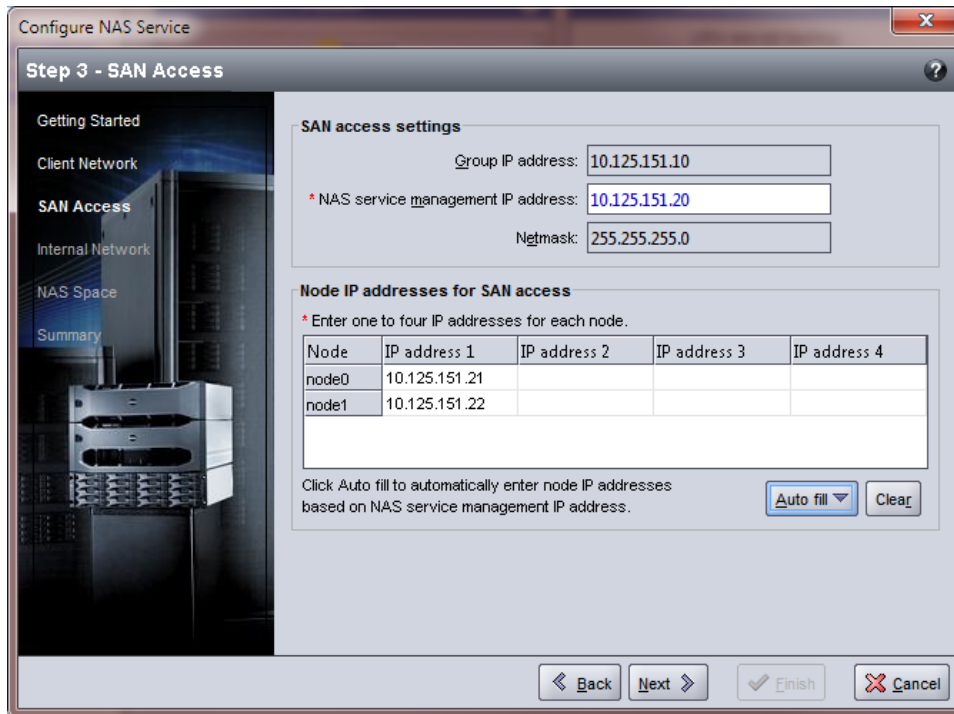 Configure NAS Service
Step 3 - SAN Access
?
Getting Started
Client Network
SAN Access
Internal Network
NAS Space
Summary
SAN access settings
Group IP address: 10.125.151.10
* NAS service management IP address: 10.125.151.20
Netmask: 255.255.255.0
Node IP addresses for SAN access
* Enter one to four IP addresses for each node.
Node IP address 1 IP address 2 IP address 3 IP address 4
node0 10.125.151.21
node1 10.125.151.22
Click Auto fill to automatically enter node IP addresses
based on NAS service management IP address.
Auto fill Clear
Back Next Finish Cancel